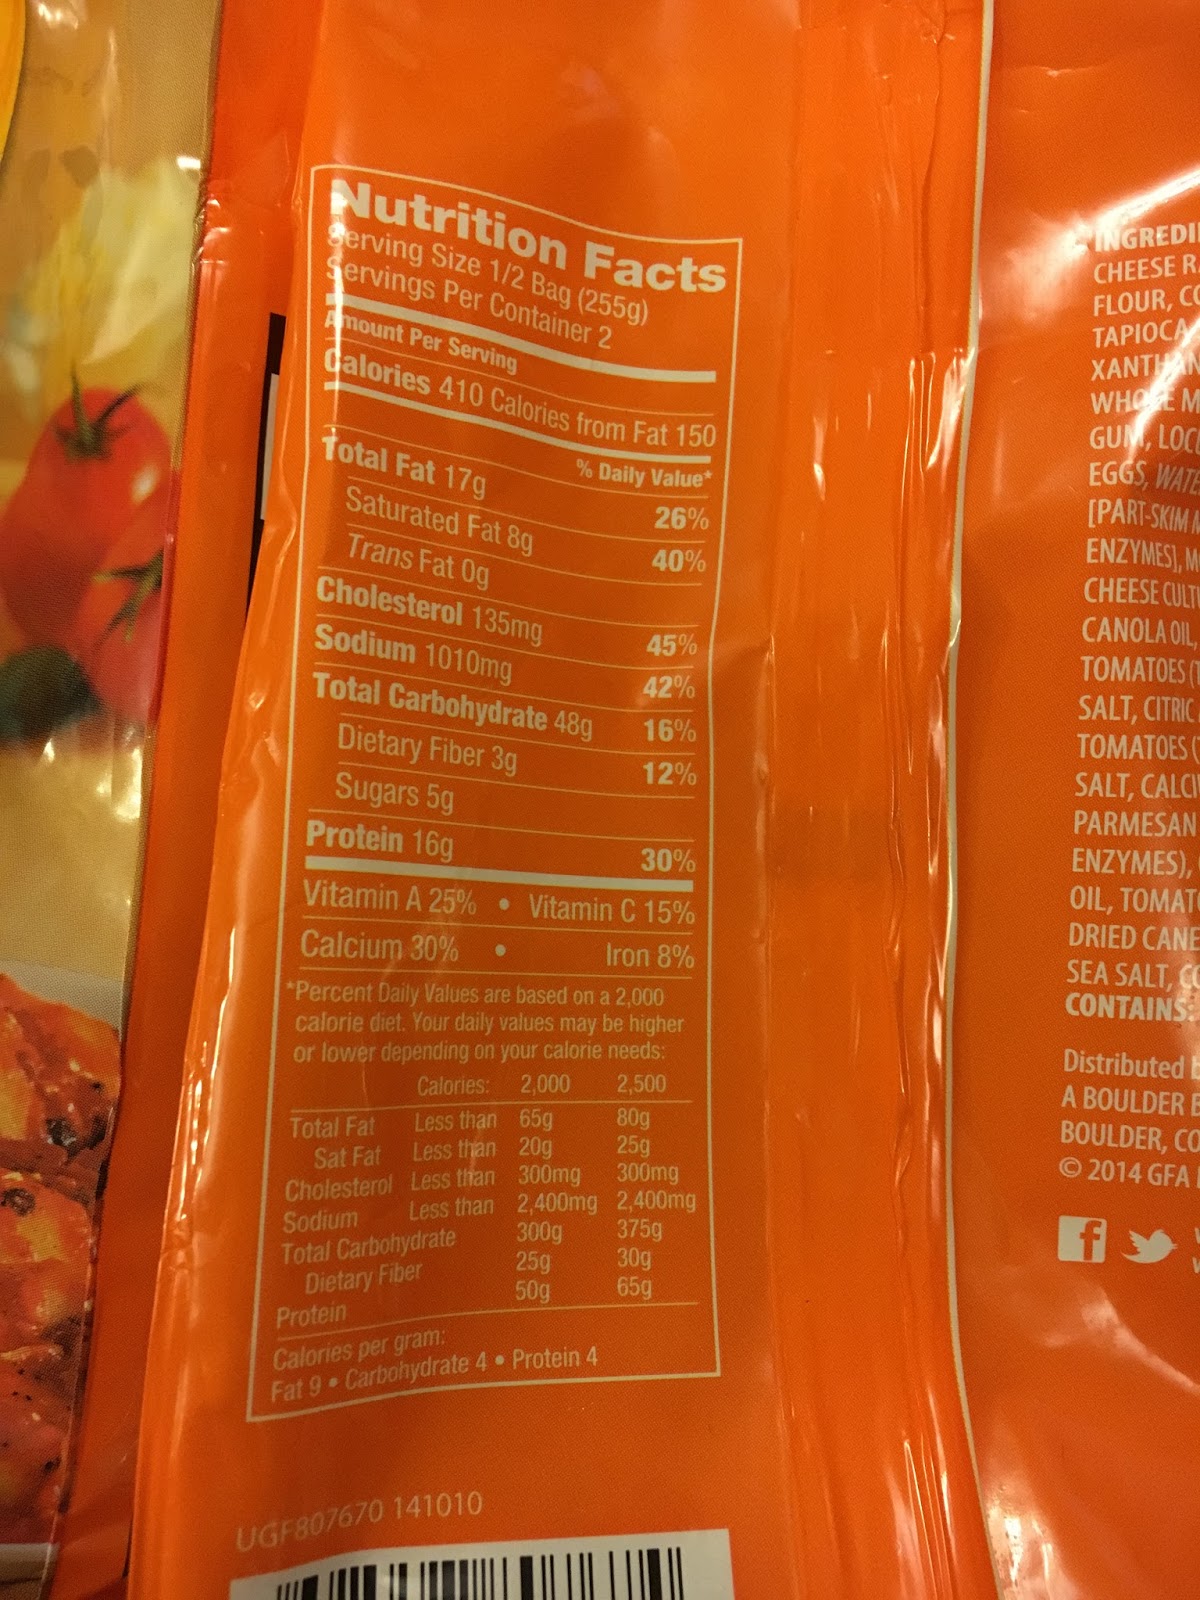 Nutrition Facts
Serving Size 1/2 Bag (255g)
Servings Per Container 2
Amount Per Serving
Calories 410 Calories from Fat 150
% Daily Value*
Total Fat 17g 26%
Saturated Fat 8g 40%
Trans Fat 0g
Cholesterol 135mg 45%
Sodium 1010mg 42%
Total Carbohydrate 48g 16%
Dietary Fiber 3g 12%
Sugars 5g
Protein 16g 30%
Vitamin A 25% • Vitamin C 15%
Calcium 30% • Iron 8%
*Percent Daily Values are based on a 2,000
calorie diet. Your daily values may be higher
or lower depending on your calorie needs:
Calories: 2,000 2,500
Total Fat Less than 65g 80g
Sat Fat Less than 20g 25g
Cholesterol Less than 300mg 300mg
Sodium Less than 2,400mg 2,400mg
Total Carbohydrate 300g 375g
Dietary Fiber 25g 30g
Protein 50g 65g
Calories per gram:
Fat 9 • Carbohydrate 4 • Protein 4
UGF807670 141010
CHEESE
FLOUR,
TAPIOCA
WHOLE
GUM,
EGGS,
[PART-SKIM
ENZYMES],
CHEESE
CANOLA OIL,
TOMATOES
SALT, CITRIC
TOMATOES
SALT,
PARMESAN
ENZYMES),
OIL,
DRIED CANE
SEA SALT,
CONTAINS:
Distributed
A BOULDER
BOULDER, CO
© 2014 GFA